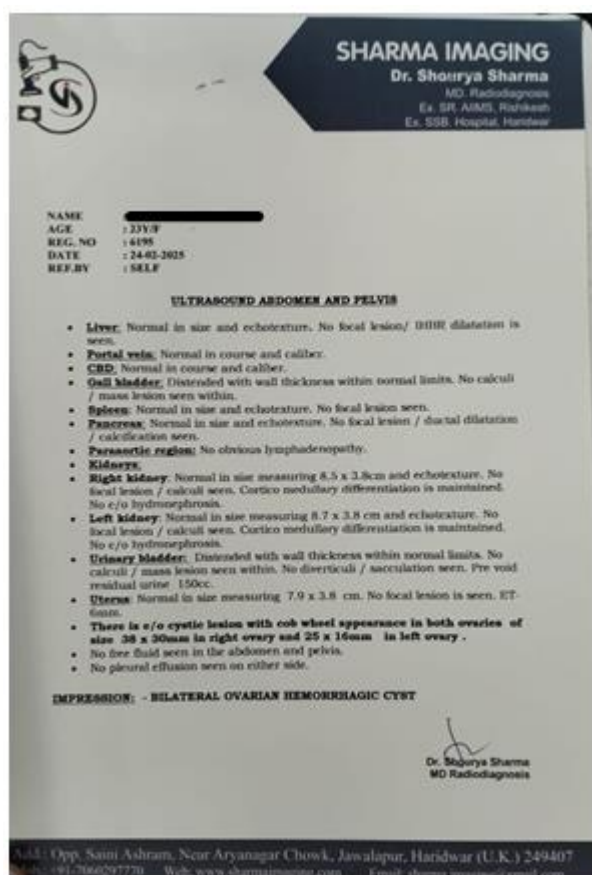 SHARMA IMAGING
Dr. Shourya Sharma
MD. Radiodiagnosis
Ex. SR, AIIMS, Rishikesh
Ex. SSB. Hospital, Haridwar
NAME :
AGE : 23Y/F
REG. NO : 6195
DATE : 24-02-2025
REF.BY : SELF
ULTRASOUND ABDOMEN AND PELVIS
• Liver: Normal in size and echotexture. No focal lesion/ IHBR dilatation is
seen.
• Portal vein: Normal in course and caliber.
• CBD: Normal in course and caliber.
• Gall bladder: Distended with wall thickness within normal limits. No calculi
/ mass lesion seen within.
• Spleen: Normal in size and echotexture. No focal lesion seen.
• Pancreas: Normal in size and echotexture. No focal lesion / ductal dilatation
/ calcification seen.
• Paraaortic region: No obvious lymphadenopathy.
• Kidneys:
• Right kidney: Normal in size measuring 8.5 x 3.8cm and echotexture. No
focal lesion / calculi seen. Cortico medullary differentiation is maintained.
No e/o hydronephrosis.
• Left kidney: Normal in size measuring 8.7 x 3.8 cm and echotexture. No
focal lesion / calculi seen. Cortico medullary differentiation is maintained.
No e/o hydronephrosis.
• Urinary bladder: Distended with wall thickness within normal limits. No
calculi / mass lesion seen within. No diverticuli / sacculation seen. Pre void
residual urine 150cc.
• Uterus: Normal in size measuring 7.9 x 3.8 cm. No focal lesion is seen. ET-
6mm.
• There is e/o cystic lesion with cob wheel appearance in both ovaries of
size 38 x 30mm in right ovary and 25 x 16mm in left ovary .
• No free fluid seen in the abdomen and pelvis.
• No pleural effusion seen on either side.
IMPRESSION: - BILATERAL OVARIAN HEMORRHAGIC CYST
Dr. Shourya Sharma
MD Radiodiagnosis
Add.: Opp. Saini Ashram, Near Aryanagar Chowk, Jawalapur, Haridwar (U.K.) 249407
+91-7060297770 Web: www.sharmaimaging.com Email: